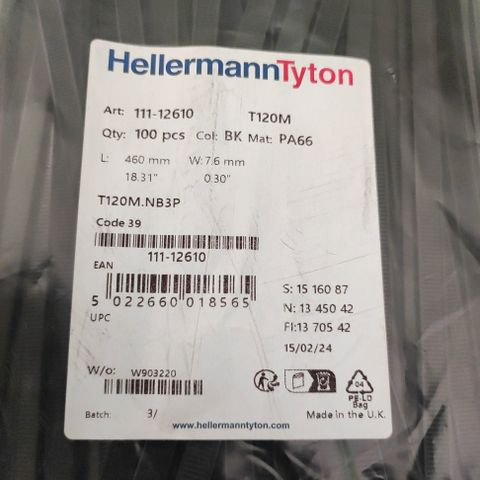 HellermannTyton
Art: 111-12610 T120M
Qty: 100 pcs Col: BK Mat: PA66
L: 460 mm W: 7.6 mm
18.31" 0.30"
T120M.NB3P
Code 39
111-12610
EAN
5 022660 018565
UPC
S: 15 160 87
N: 13 450 42
FI: 13 705 42
15/02/24
W/o: W903220
04
PE-LD
Bag
Batch: 3/
Made in the U.K.
www.hellermanntyton.com